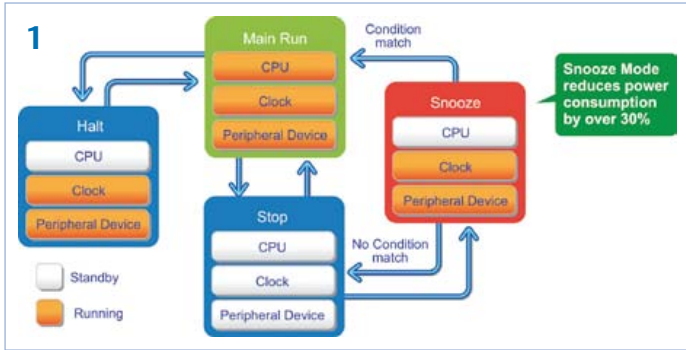 1
Main Run
CPU
Clock
Peripheral Device
Condition
match
Snooze Mode
reduces power
consumption
by over 30%
Halt
CPU
Clock
Peripheral Device
Snooze
CPU
Clock
Peripheral Device
Stop
CPU
Clock
Peripheral Device
No Condition
match
Standby
Running